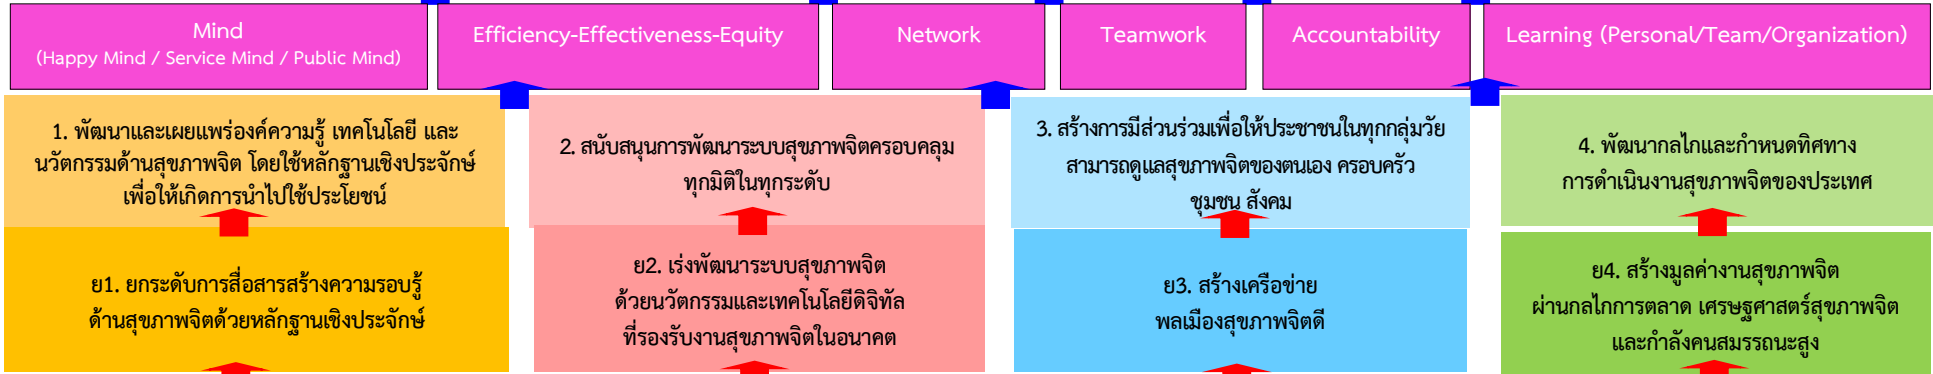 Mind
(Happy Mind / Service Mind / Public Mind)
Efficiency-Effectiveness-Equity
Network
Teamwork
Accountability
Learning (Personal/Team/Organization)
1. พัฒนาและเผยแพร่องค์ความรู้ เทคโนโลยี และ
นวัตกรรมด้านสุขภาพจิต โดยใช้หลักฐานเชิงประจักษ์
เพื่อให้เกิดการนำไปใช้ประโยชน์
2. สนับสนุนการพัฒนาระบบสุขภาพจิตครอบคลุม
ทุกมิติในทุกระดับ
3. สร้างการมีส่วนร่วมเพื่อให้ประชาชนในทุกกลุ่มวัย
สามารถดูแลสุขภาพจิตของตนเอง ครอบครัว
ชุมชน สังคม
4. พัฒนากลไกและกำหนดทิศทาง
การดำเนินงานสุขภาพจิตของประเทศ
ย1. ยกระดับการสื่อสารสร้างความรอบรู้
ด้านสุขภาพจิตด้วยหลักฐานเชิงประจักษ์
ย2. เร่งพัฒนาระบบสุขภาพจิต
ด้วยนวัตกรรมและเทคโนโลยีดิจิทัล
ที่รองรับงานสุขภาพจิตในอนาคต
ย3. สร้างเครือข่าย
พลเมืองสุขภาพจิตดี
ย4. สร้างมูลค่างานสุขภาพจิต
ผ่านกลไกการตลาด เศรษฐศาสตร์สุขภาพจิต
และกำลังคนสมรรถนะสูง